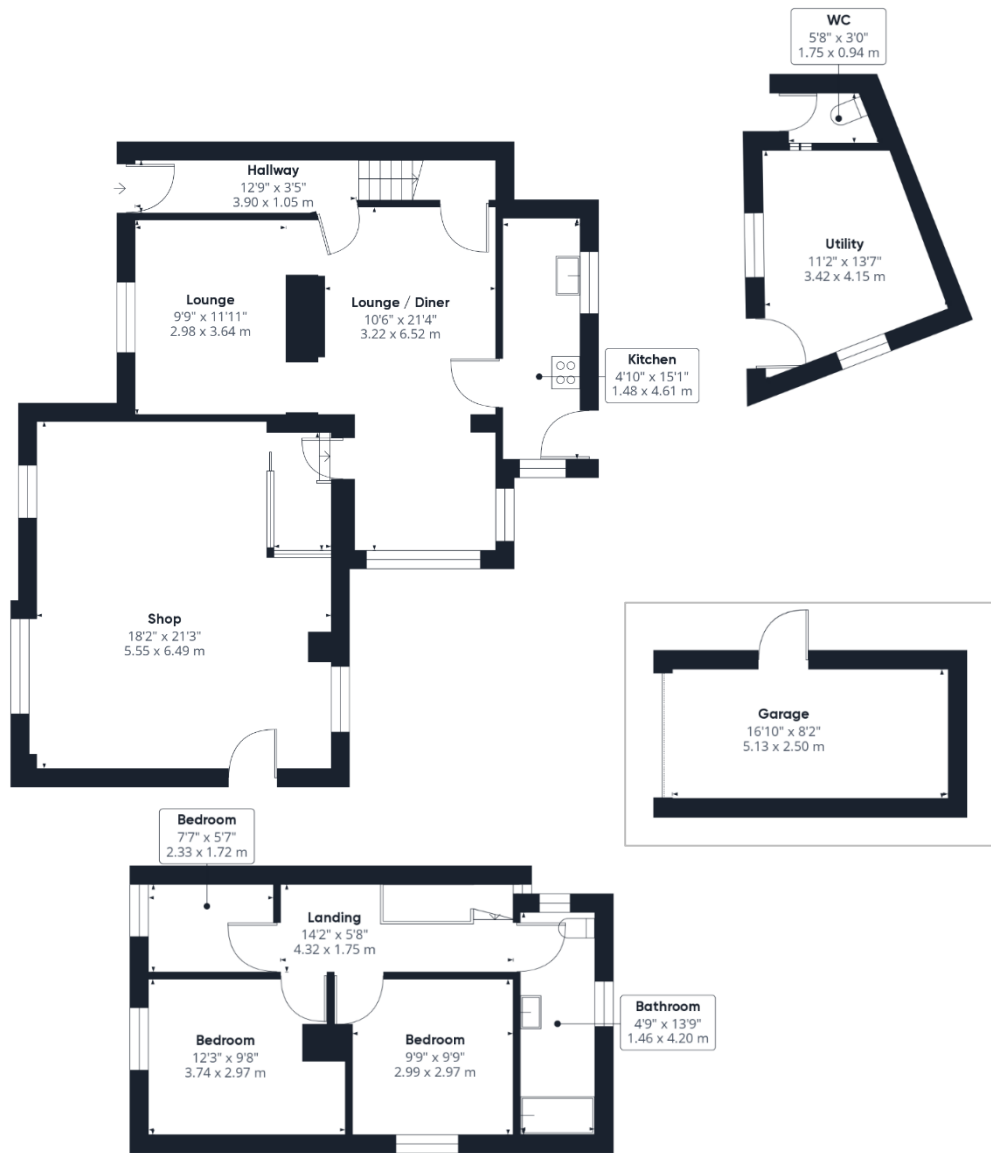 WC
5'8" x 3'0"
1.75 x 0.94 m
Hallway
12'9" x 3'5"
3.90 x 1.05 m
Lounge
9'9" x 11'11"
2.98 x 3.64 m
Lounge / Diner
10'6" x 21'4"
3.22 x 6.52 m
Utility
11'2" x 13'7"
3.42 x 4.15 m
Kitchen
4'10" x 15'1"
1.48 x 4.61 m
Shop
18'2" x 21'3"
5.55 x 6.49 m
Garage
16'10" x 8'2"
5.13 x 2.50 m
Bedroom
7'7" x 5'7"
2.33 x 1.72 m
Landing
14'2" x 5'8"
4.32 x 1.75 m
Bedroom
12'3" x 9'8"
3.74 x 2.97 m
Bedroom
9'9" x 9'9"
2.99 x 2.97 m
Bathroom
4'9" x 13'9"
1.46 x 4.20 m